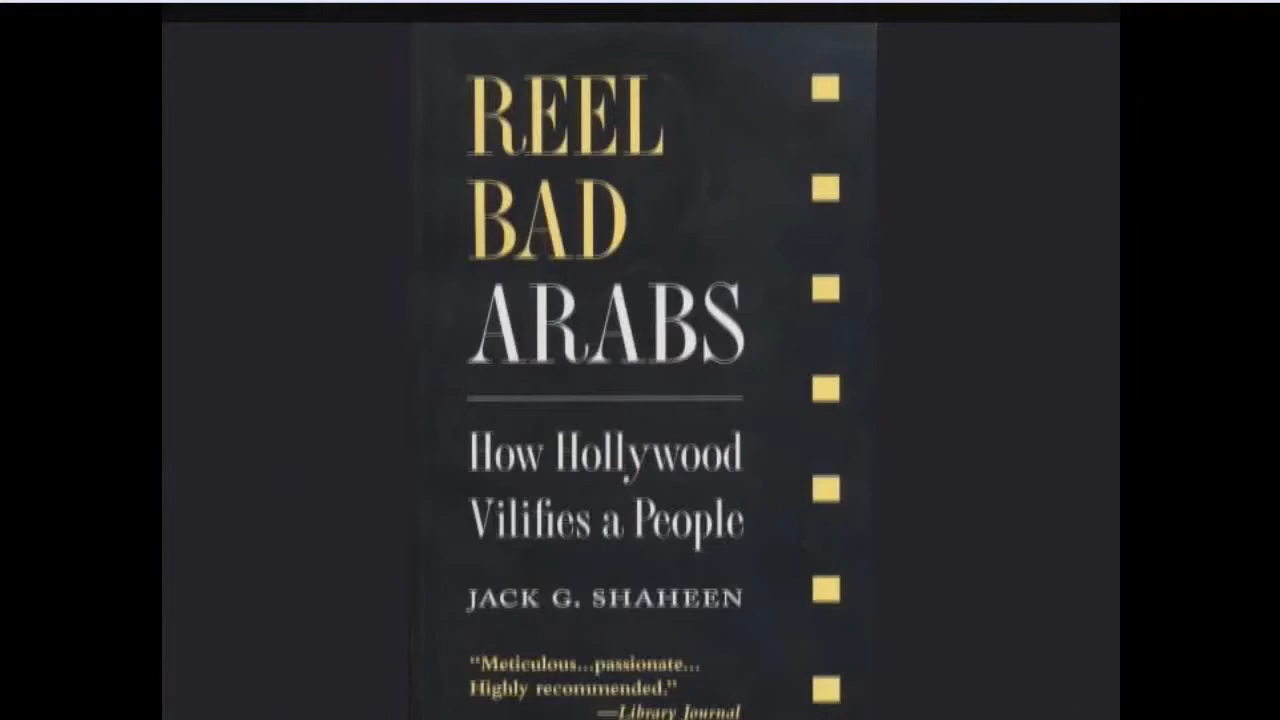 REEL
BAD
ARABS
How Hollywood
Vilifies a People
JACK G. SHAHEEN
"Meticulous...passionate...
Highly recommended."
—Library Journal